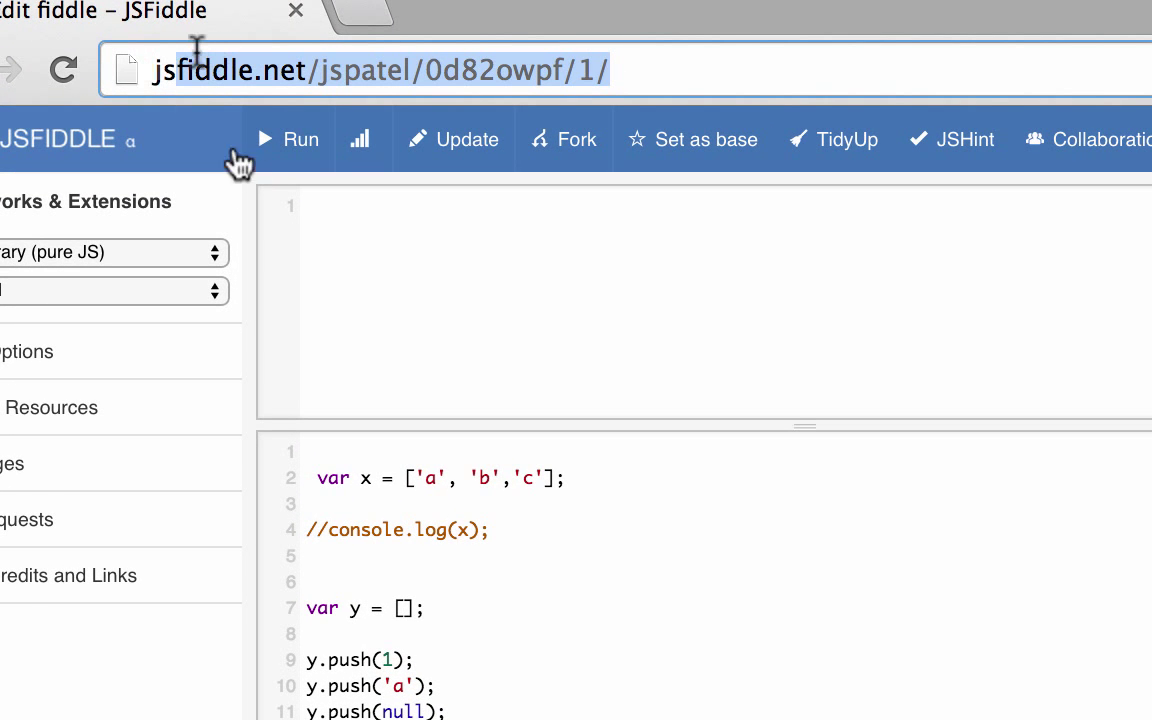 dit fiddle – JSFiddle
jsfiddle.net/jspatel/0d82owpf/1/
JSFIDDLE α Run Update Fork Set as base TidyUp JSHint Collaboratio
orks & Extensions
rary (pure JS)
ptions
Resources
ges
quests
redits and Links
1
1
2 var x = ['a', 'b','c'];
3
4 //console.log(x);
5
6
7 var y = [];
8
9 y.push(1);
10 y.push('a');
11 y.push(null);